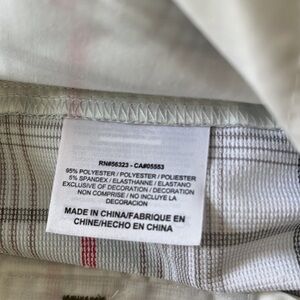 RN#56323 - CA#05553
95% POLYESTER / POLYESTER / POLIESTER
5% SPANDEX / ELASTHANNE / ELASTANO
EXCLUSIVE OF DECORATION / DECORATION
NON COMPRISE / NO INCLUYE LA
DECORACION
MADE IN CHINA/FABRIQUE EN
CHINE/HECHO EN CHINA